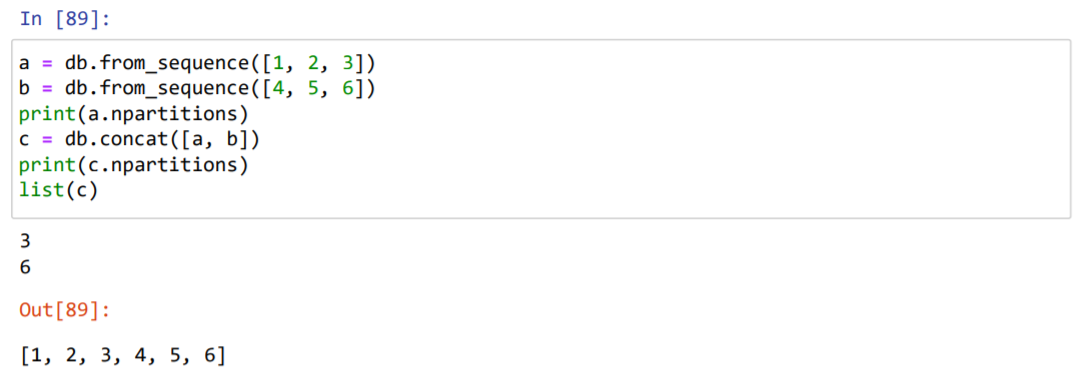 In [89]:
a = db.from_sequence([1, 2, 3])
b = db.from_sequence([4, 5, 6])
print(a.npartitions)
c = db.concat([a, b])
print(c.npartitions)
list(c)
3
6
Out[89]:
[1, 2, 3, 4, 5, 6]